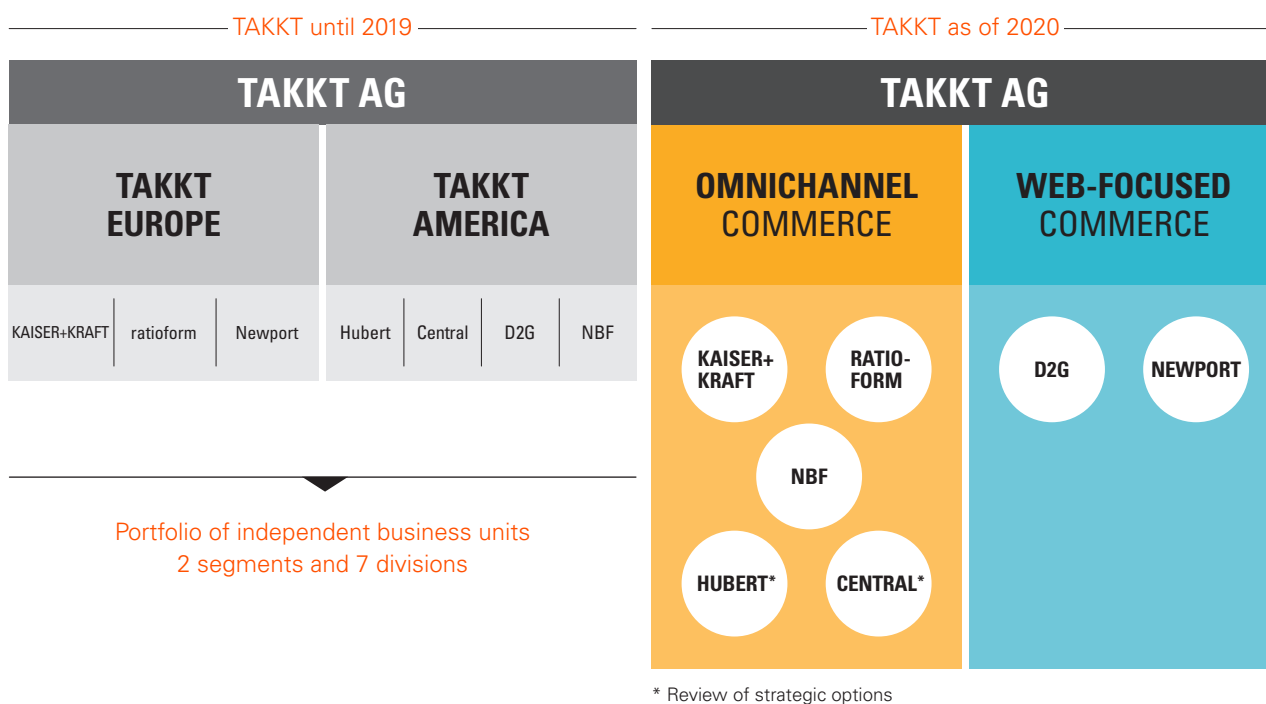 TAKKT until 2019
TAKKT AG
TAKKT
EUROPE
TAKKT
AMERICA
KAISER+KRAFT
ratioform
Newport
Hubert
Central
D2G
NBF
Portfolio of independent business units
2 segments and 7 divisions
TAKKT as of 2020
TAKKT AG
OMNICHANNEL
COMMERCE
WEB-FOCUSED
COMMERCE
KAISER+
KRAFT
RATIO-
FORM
NBF
HUBERT*
CENTRAL*
D2G
NEWPORT
* Review of strategic options